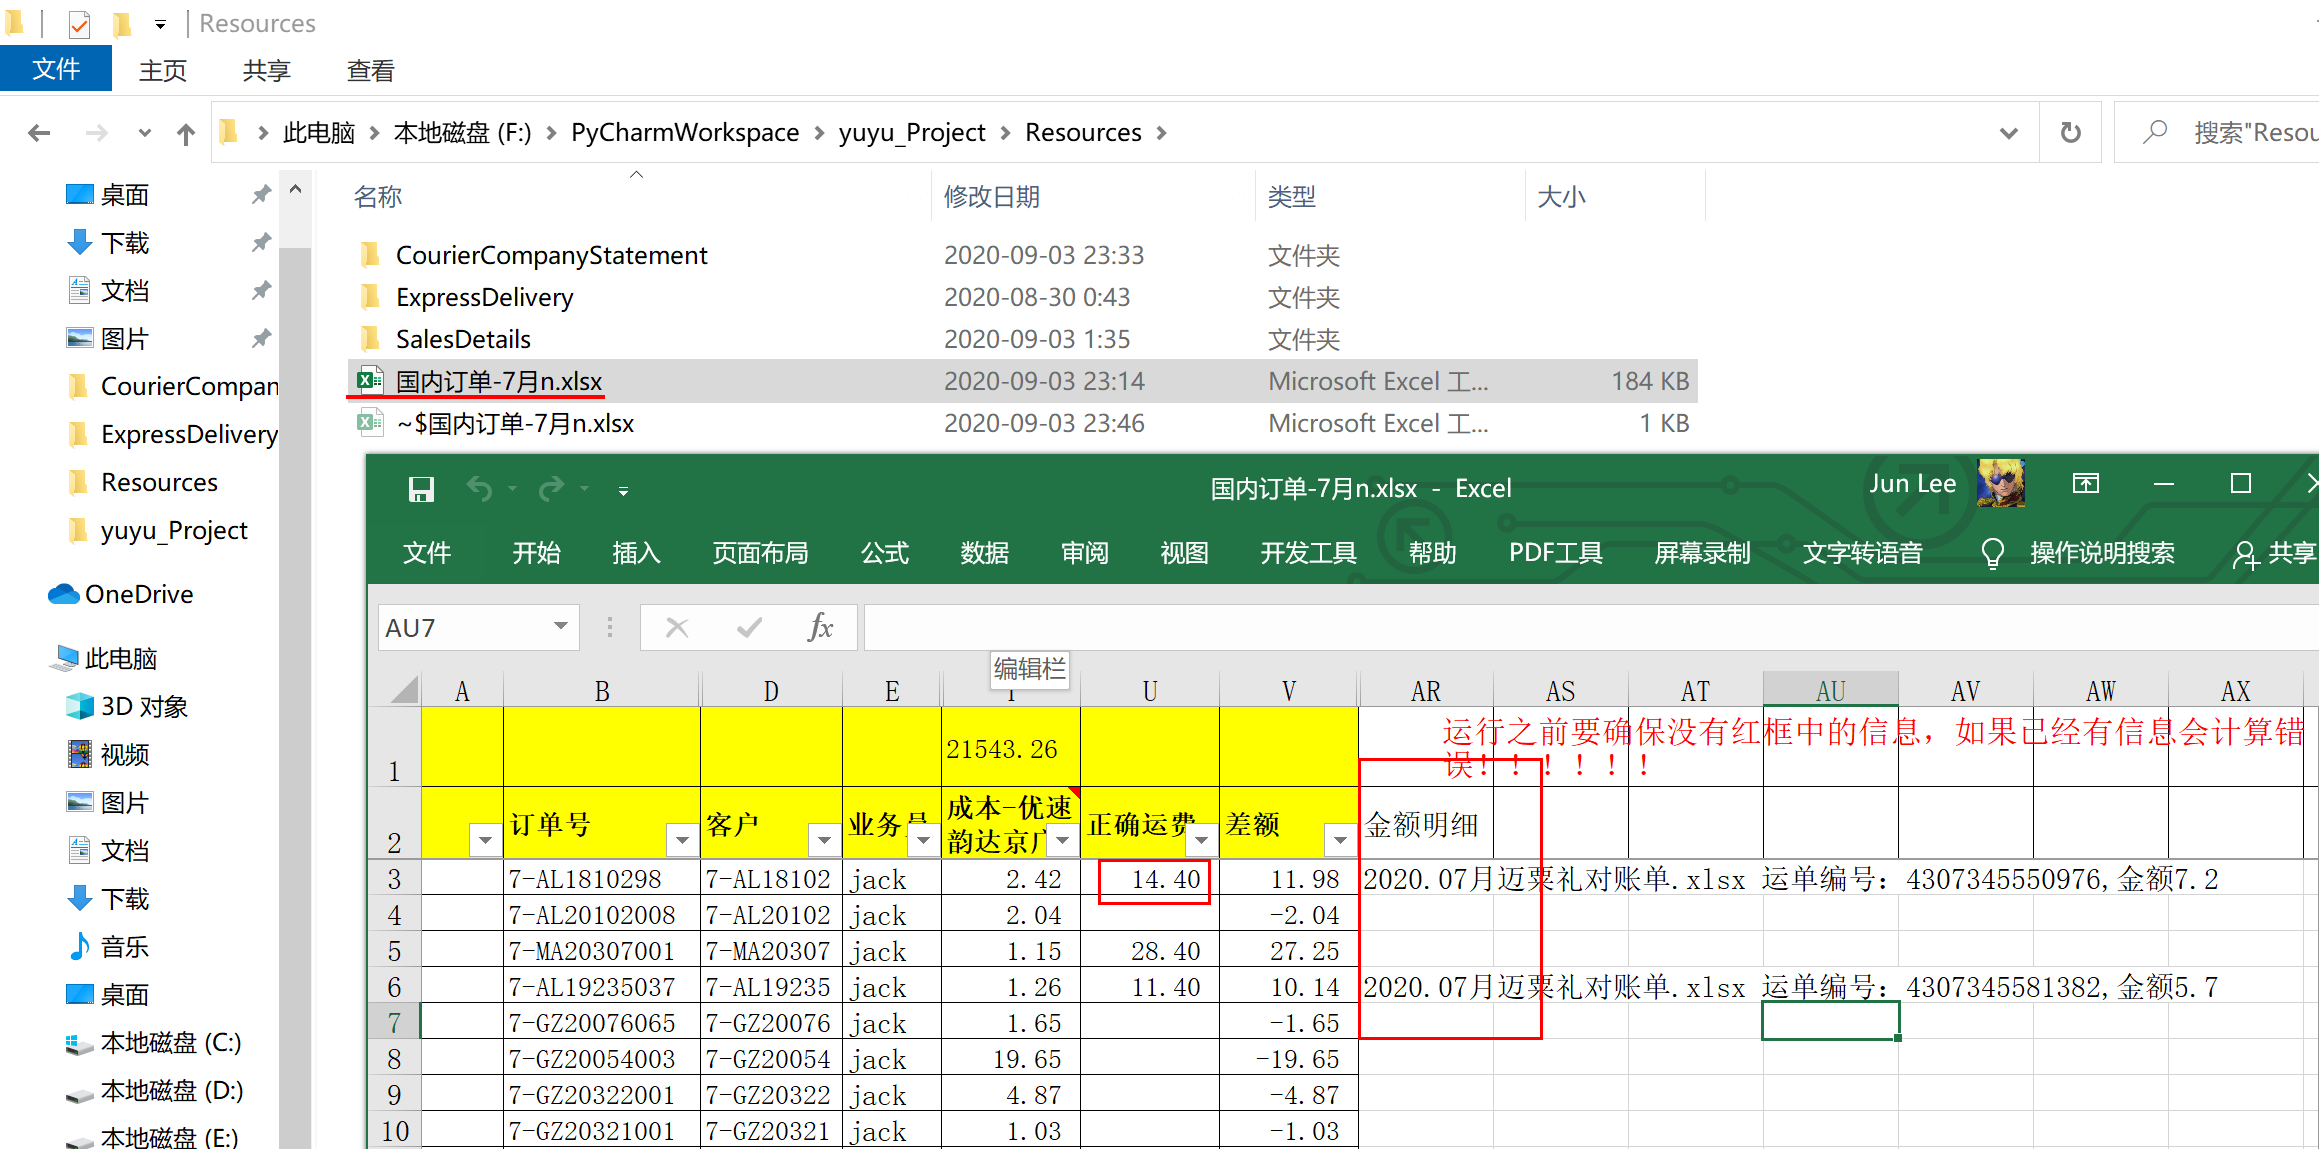 Resources
文件 主页 共享 查看
此电脑 本地磁盘 (F:) PyCharmWorkspace yuyu_Project Resources 搜索"Resou
桌面
下载
文档
图片
CourierCompan
ExpressDelivery
Resources
yuyu_Project
OneDrive
此电脑
3D 对象
视频
图片
文档
下载
音乐
桌面
本地磁盘 (C:)
本地磁盘 (D:)
本地磁盘 (E:)
名称 修改日期 类型 大小
CourierCompanyStatement 2020-09-03 23:33 文件夹
ExpressDelivery 2020-08-30 0:43 文件夹
SalesDetails 2020-09-03 1:35 文件夹
国内订单-7月n.xlsx 2020-09-03 23:14 Microsoft Excel 工... 184 KB
~$国内订单-7月n.xlsx 2020-09-03 23:46 Microsoft Excel 工... 1 KB
国内订单-7月n.xlsx - Excel Jun Lee
文件 开始 插入 页面布局 公式 数据 审阅 视图 开发工具 帮助 PDF工具 屏幕录制 文字转语音 操作说明搜索 共享
AU7 fx
编辑栏
A B D E U V AR AS AT AU AV AW AX
运行之前要确保没有红框中的信息，如果已经有信息会计算错
误！！！！！！
1 21543.26
2 订单号 客户 业务员 成本-优速 正确运费 差额 金额明细
韵达京广
3 7-AL1810298 7-AL18102 jack 2.42 14.40 11.98 2020.07月迈粟礼对账单.xlsx 运单编号：4307345550976,金额7.2
4 7-AL20102008 7-AL20102 jack 2.04 -2.04
5 7-MA20307001 7-MA20307 jack 1.15 28.40 27.25
6 7-AL19235037 7-AL19235 jack 1.26 11.40 10.14 2020.07月迈粟礼对账单.xlsx 运单编号：4307345581382,金额5.7
7 7-GZ20076065 7-GZ20076 jack 1.65 -1.65
8 7-GZ20054003 7-GZ20054 jack 19.65 -19.65
9 7-GZ20322001 7-GZ20322 jack 4.87 -4.87
10 7-GZ20321001 7-GZ20321 jack 1.03 -1.03